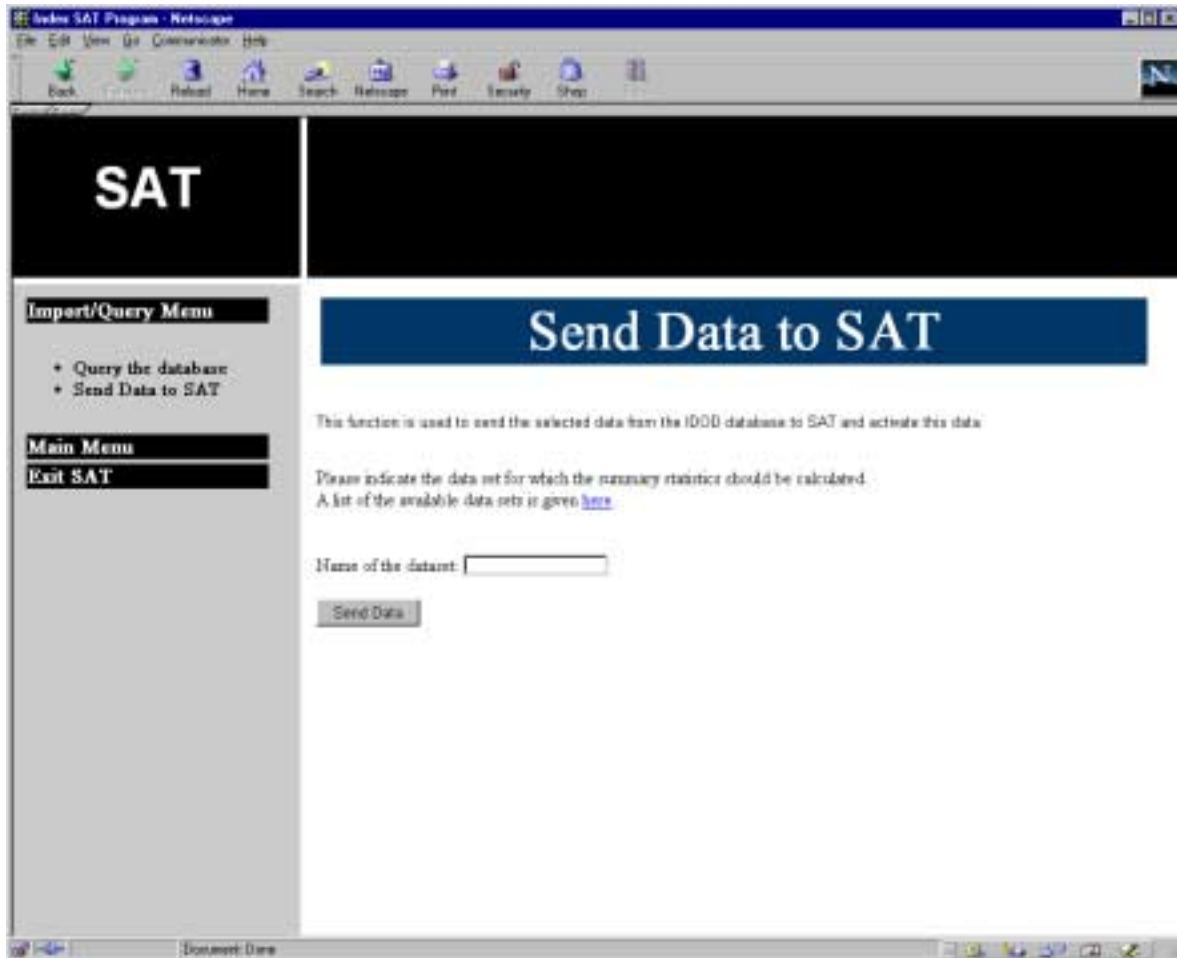 Index SAT Program - Netscape
File Edit View Go Communicator Help
Back Reload Home Search Netscape Print Security Shop
SAT
Import/Query Menu
Query the database
Send Data to SAT
Main Menu
Exit SAT
Send Data to SAT
This function is used to send the selected data from the IDOD database to SAT and activate this data
Please indicate the data set for which the summary statistics should be calculated.
A list of the available data sets is given here
Name of the dataset:
Send Data
Document: Done